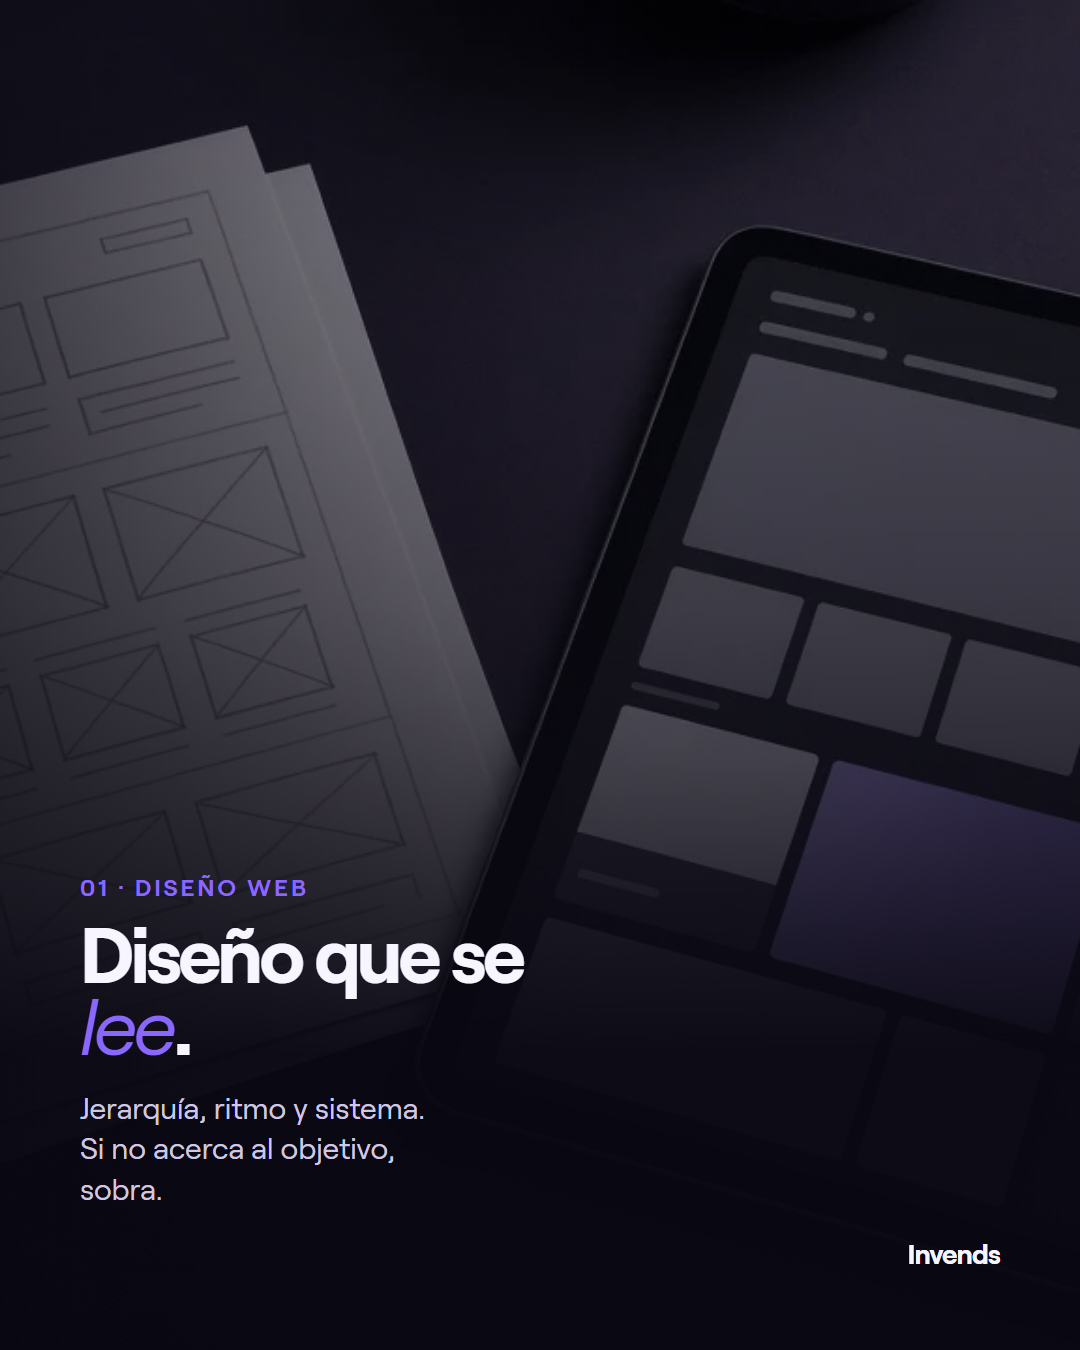 01 · DISEÑO WEB
Diseño que se
lee.
Jerarquía, ritmo y sistema.
Si no acerca al objetivo,
sobra.
Invends